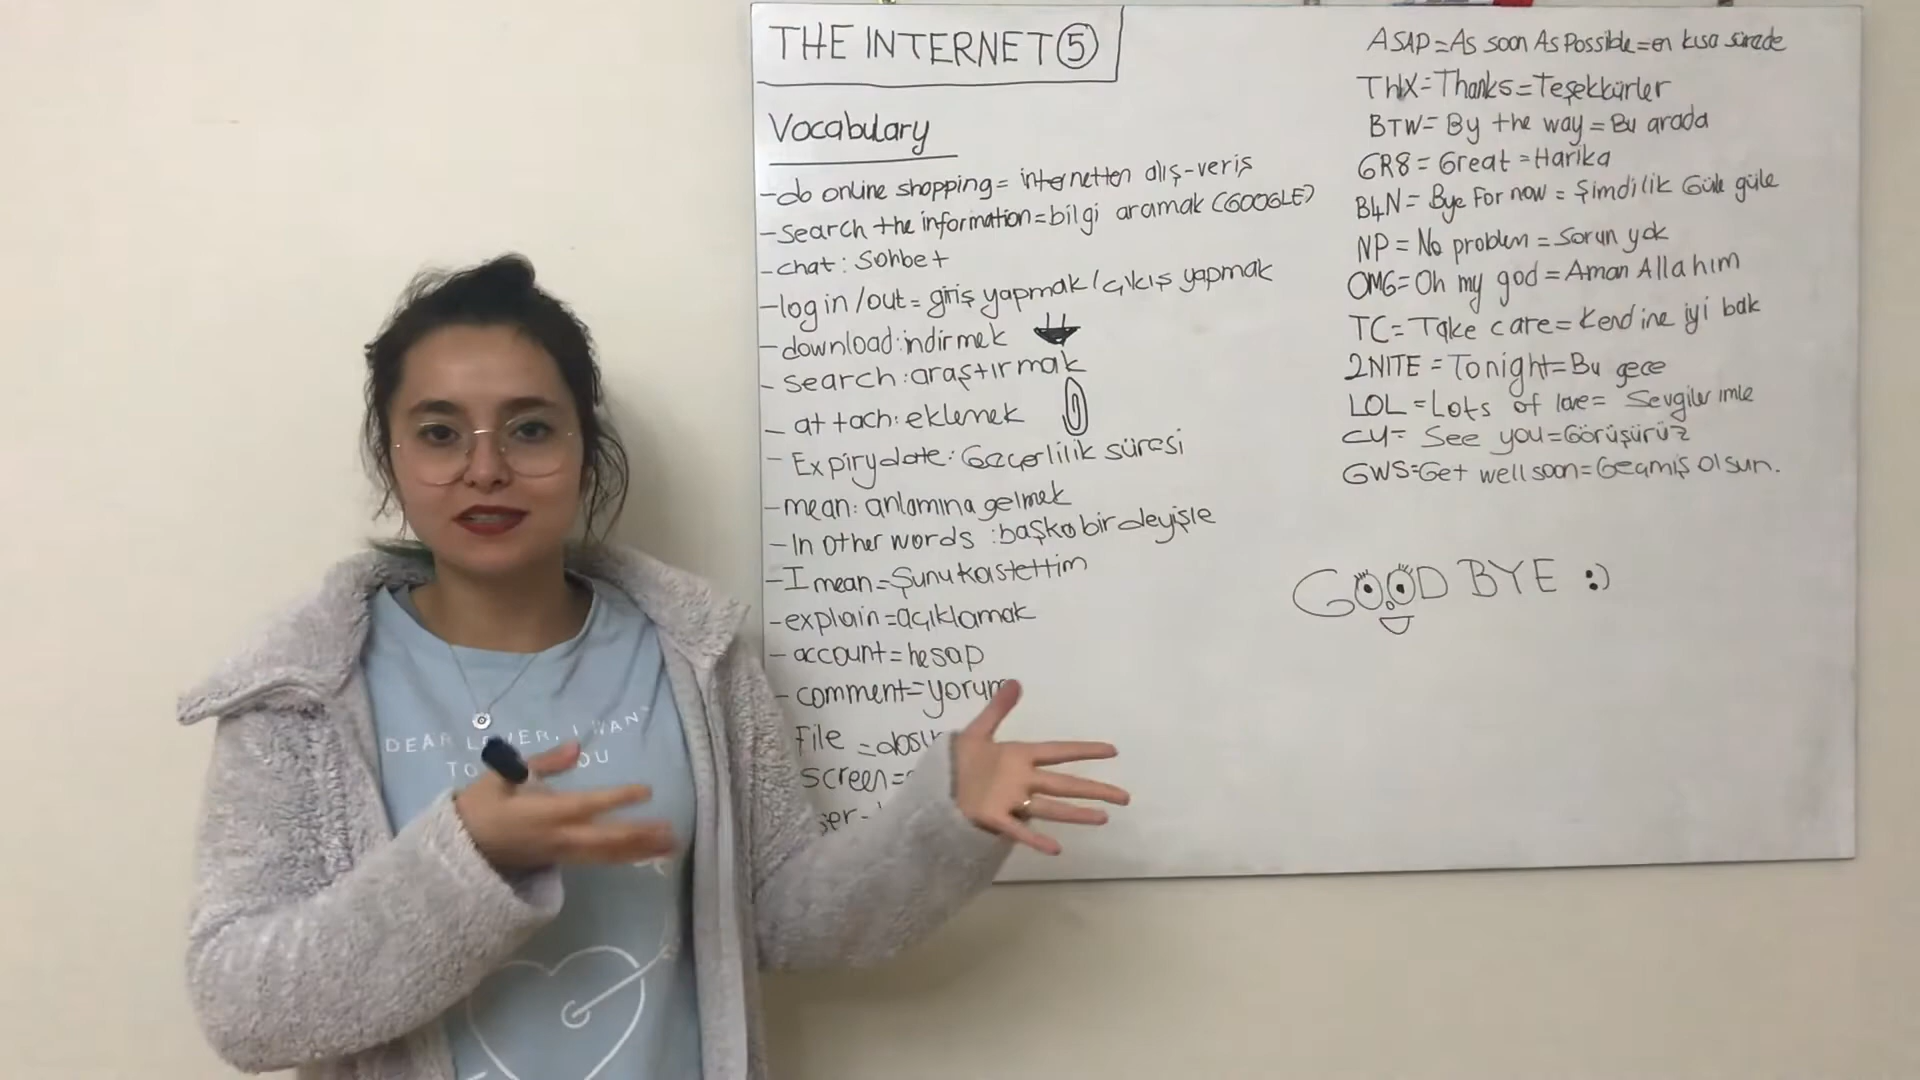 THE INTERNET 5
Vocabulary
- do online shopping = internetten alış-veriş
- Search the information = bilgi aramak (GOOGLE)
- chat: Sohbet
- log in / out = giriş yapmak / çıkış yapmak
- download: indirmek
- search: araştırmak
- attach: eklemek
- Expiry date: Geçerlilik süresi
- mean: anlamına gelmek
- In other words: başka bir deyişle
- I mean = Şunu kastettim
- explain = açıklamak
- account = hesap
- comment = yorum
File =
screen =
ASAP = As soon As Possible = en kısa sürede
THX = Thanks = Teşekkürler
BTW = By the way = Bu arada
GR8 = Great = Harika
B4N = Bye For now = Şimdilik Güle güle
NP = No problem = Sorun yok
OMG = Oh my god = Aman Allahım
TC = Take care = Kendine iyi bak
2NITE = Tonight = Bu gece
LOL = Lots of love = Sevgilerimle
CU = See you = Görüşürüz
GWS = Get well soon = Geçmiş olsun.
GOOD BYE :)
DEAR LOVER, I WAN
TO OU